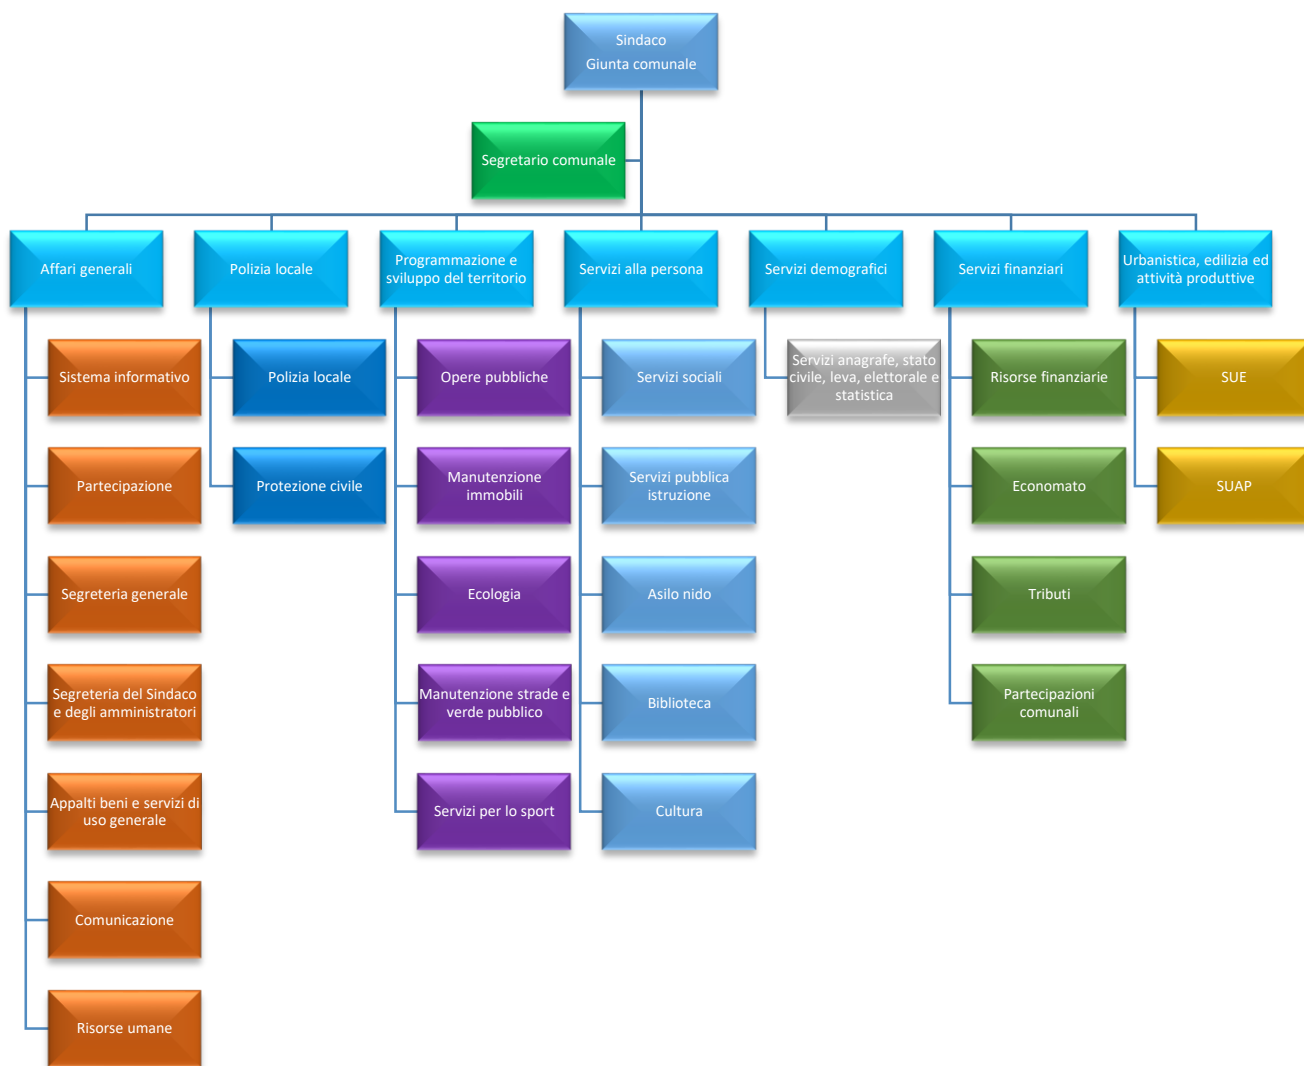 Sindaco
Giunta comunale
Segretario comunale
Affari generali
Polizia locale
Programmazione e
sviluppo del territorio
Servizi alla persona
Servizi demografici
Servizi finanziari
Urbanistica, edilizia ed
attività produttive
Sistema informativo
Partecipazione
Segreteria generale
Segreteria del Sindaco
e degli amministratori
Appalti beni e servizi di
uso generale
Comunicazione
Risorse umane
Polizia locale
Protezione civile
Opere pubbliche
Manutenzione
immobili
Ecologia
Manutenzione strade e
verde pubblico
Servizi per lo sport
Servizi sociali
Servizi pubblica
istruzione
Asilo nido
Biblioteca
Cultura
Servizi anagrafe, stato
civile, leva, elettorale e
statistica
Risorse finanziarie
Economato
Tributi
Partecipazioni
comunali
SUE
SUAP